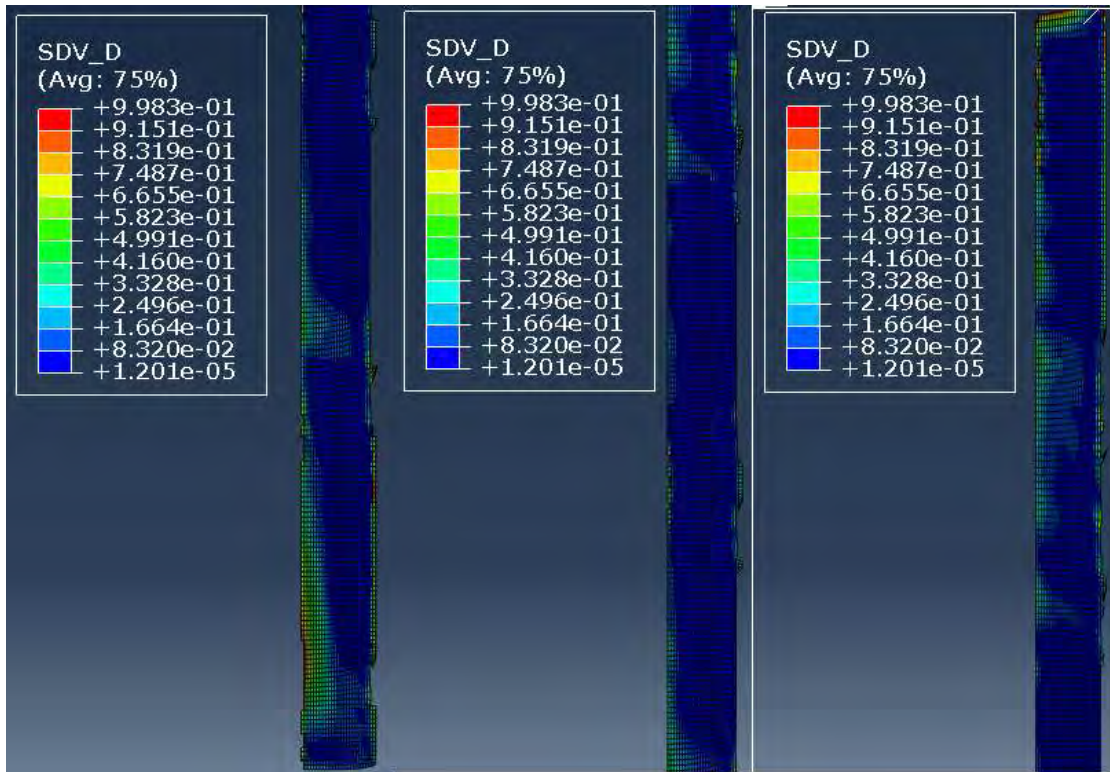 SDV_D
(Avg: 75%)
+9.983e-01
+9.151e-01
+8.319e-01
+7.487e-01
+6.655e-01
+5.823e-01
+4.991e-01
+4.160e-01
+3.328e-01
+2.496e-01
+1.664e-01
+8.320e-02
+1.201e-05
SDV_D
(Avg: 75%)
+9.983e-01
+9.151e-01
+8.319e-01
+7.487e-01
+6.655e-01
+5.823e-01
+4.991e-01
+4.160e-01
+3.328e-01
+2.496e-01
+1.664e-01
+8.320e-02
+1.201e-05
SDV_D
(Avg: 75%)
+9.983e-01
+9.151e-01
+8.319e-01
+7.487e-01
+6.655e-01
+5.823e-01
+4.991e-01
+4.160e-01
+3.328e-01
+2.496e-01
+1.664e-01
+8.320e-02
+1.201e-05